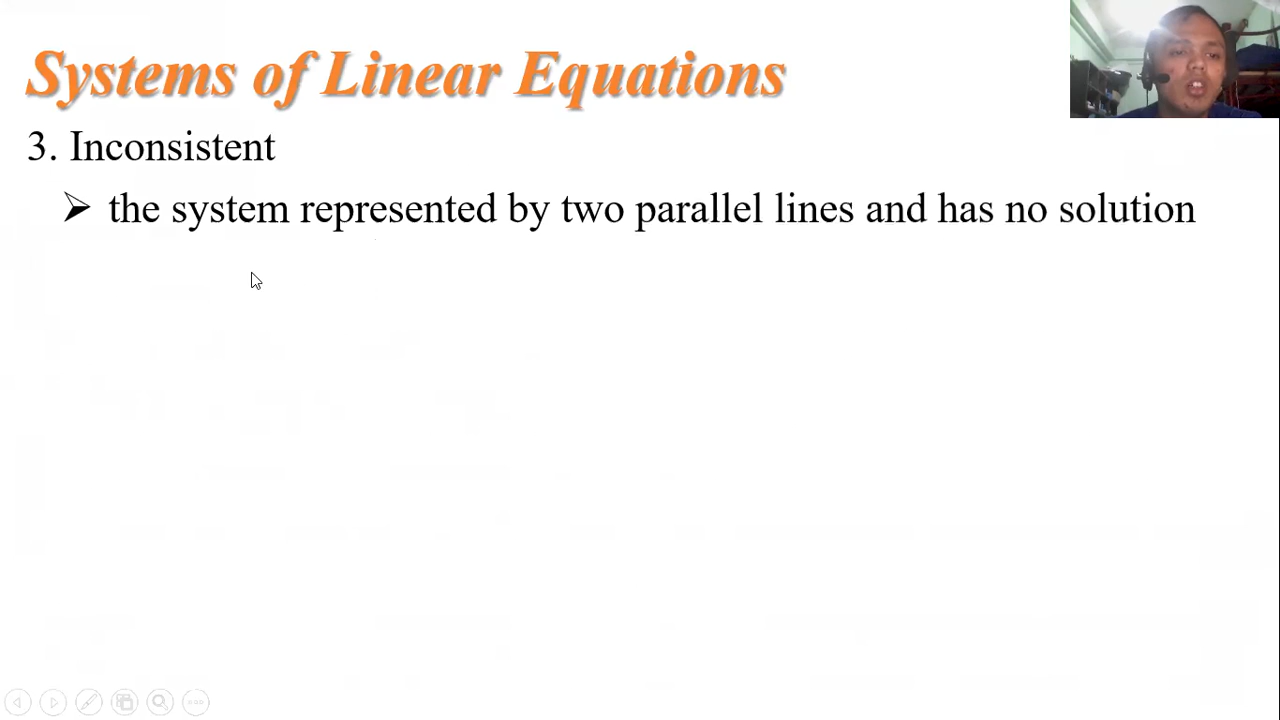 Systems of Linear Equations
3. Inconsistent
➢ the system represented by two parallel lines and has no solution